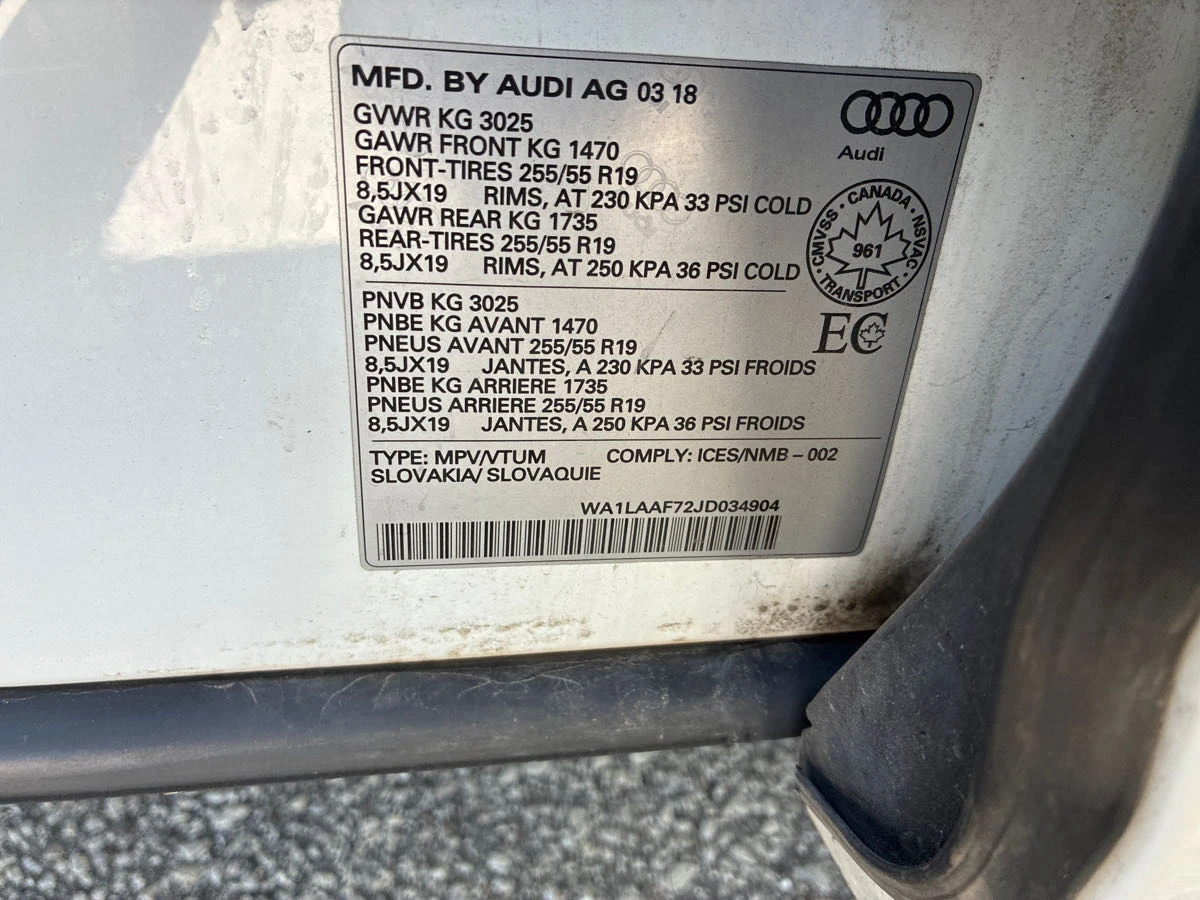 MFD. BY AUDI AG 03 18
GVWR KG 3025
GAWR FRONT KG 1470
FRONT-TIRES 255/55 R19
8,5JX19 RIMS, AT 230 KPA 33 PSI COLD
GAWR REAR KG 1735
REAR-TIRES 255/55 R19
8,5JX19 RIMS, AT 250 KPA 36 PSI COLD
Audi
CMVSS · CANADA · NSVAC · TRANSPORT ·
961
EC
PNVB KG 3025
PNBE KG AVANT 1470
PNEUS AVANT 255/55 R19
8,5JX19 JANTES, A 230 KPA 33 PSI FROIDS
PNBE KG ARRIERE 1735
PNEUS ARRIERE 255/55 R19
8,5JX19 JANTES, A 250 KPA 36 PSI FROIDS
TYPE: MPV/VTUM COMPLY: ICES/NMB – 002
SLOVAKIA/ SLOVAQUIE
WA1LAAF72JD034904